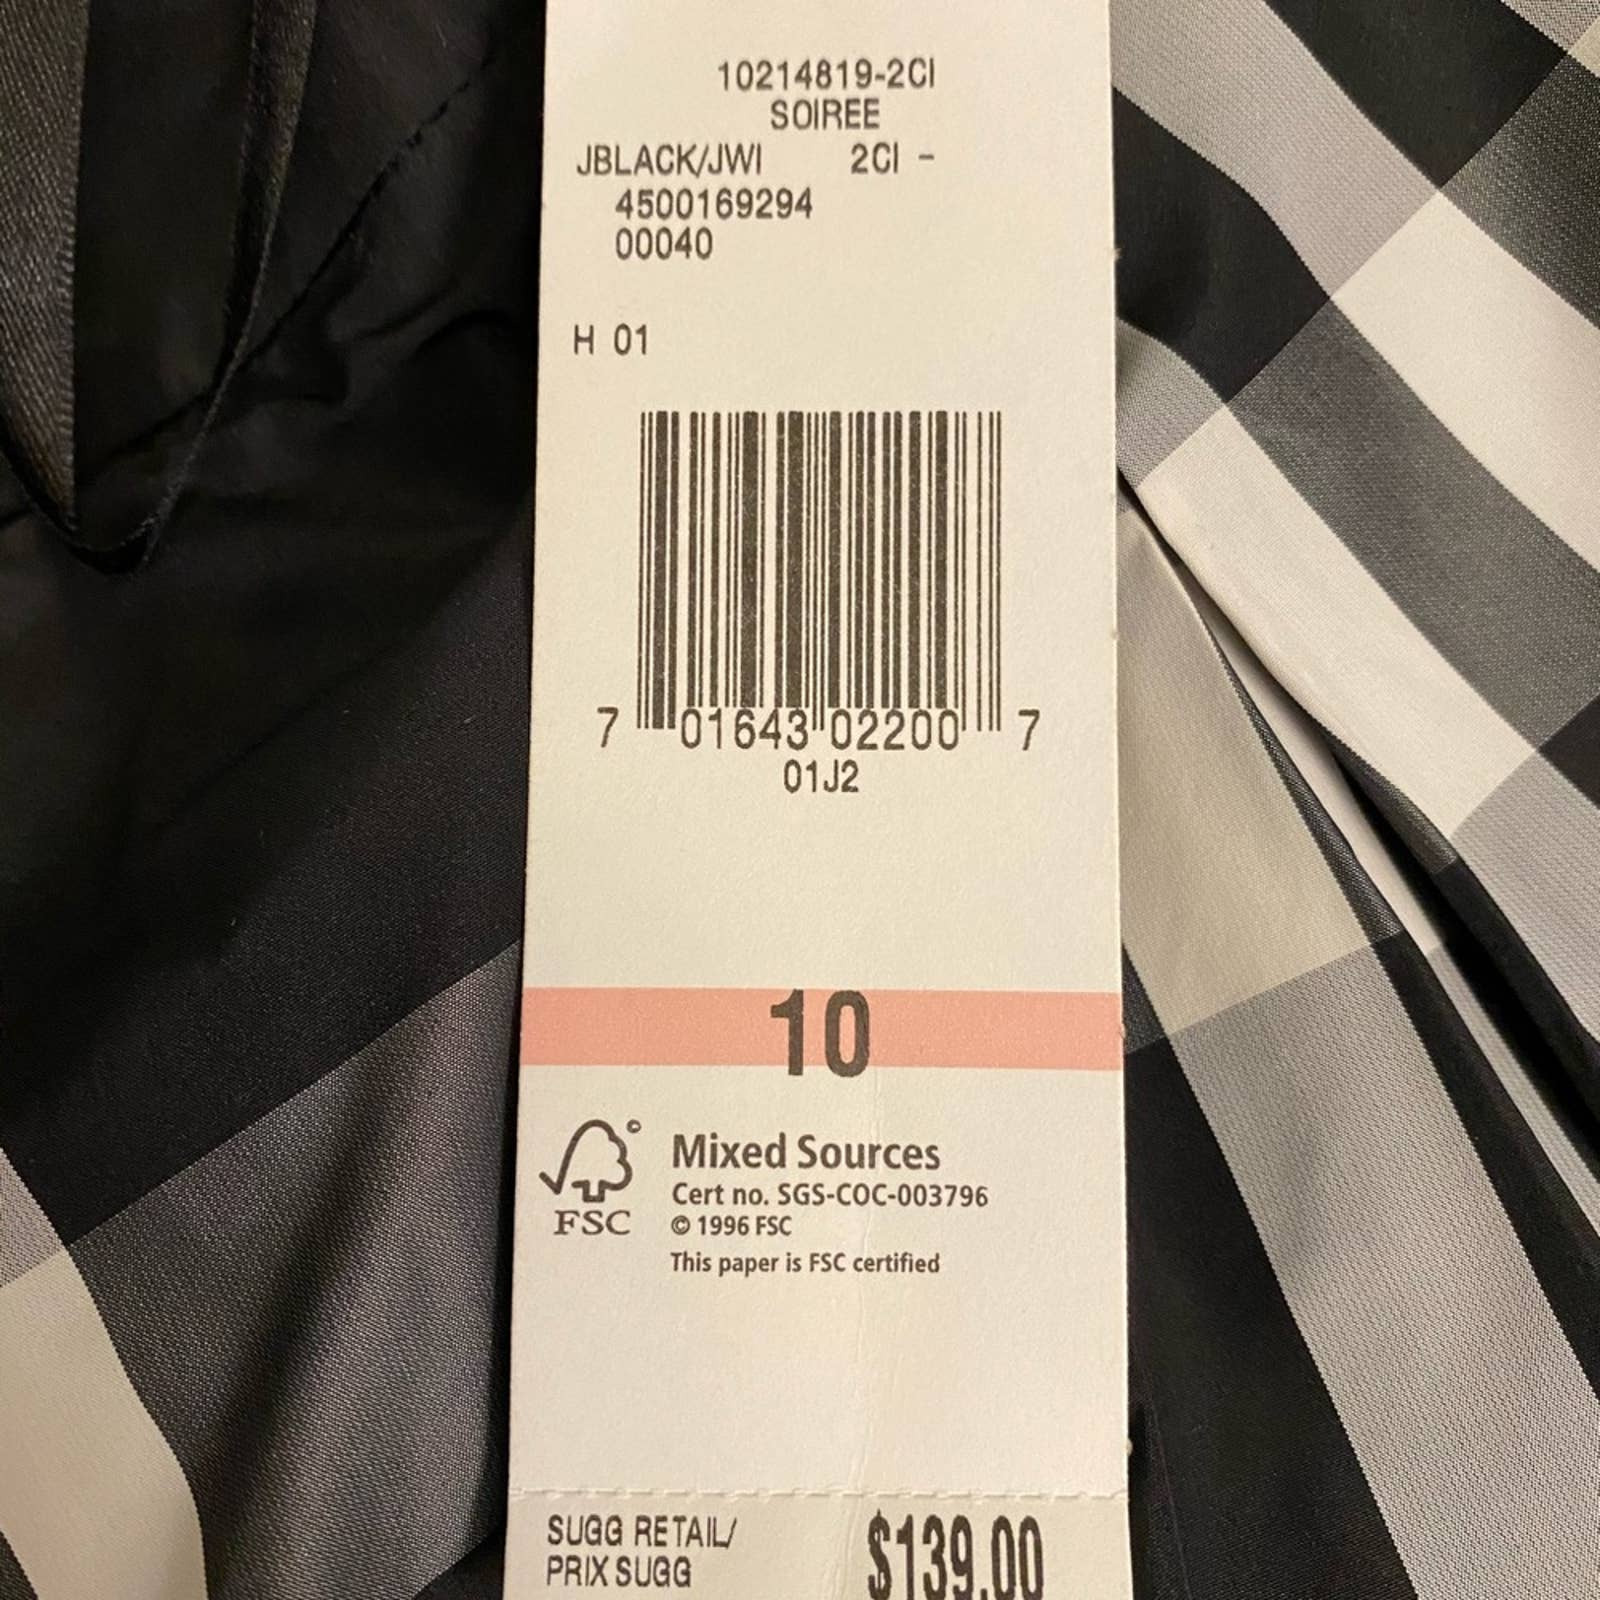 10214819-2CI
SOIREE
JBLACK/JWI 2CI -
4500169294
00040
H 01
7 01643 02200 7
01J2
10
FSC
©
Mixed Sources
Cert no. SGS-COC-003796
© 1996 FSC
This paper is FSC certified
SUGG RETAIL/ $139.00
PRIX SUGG